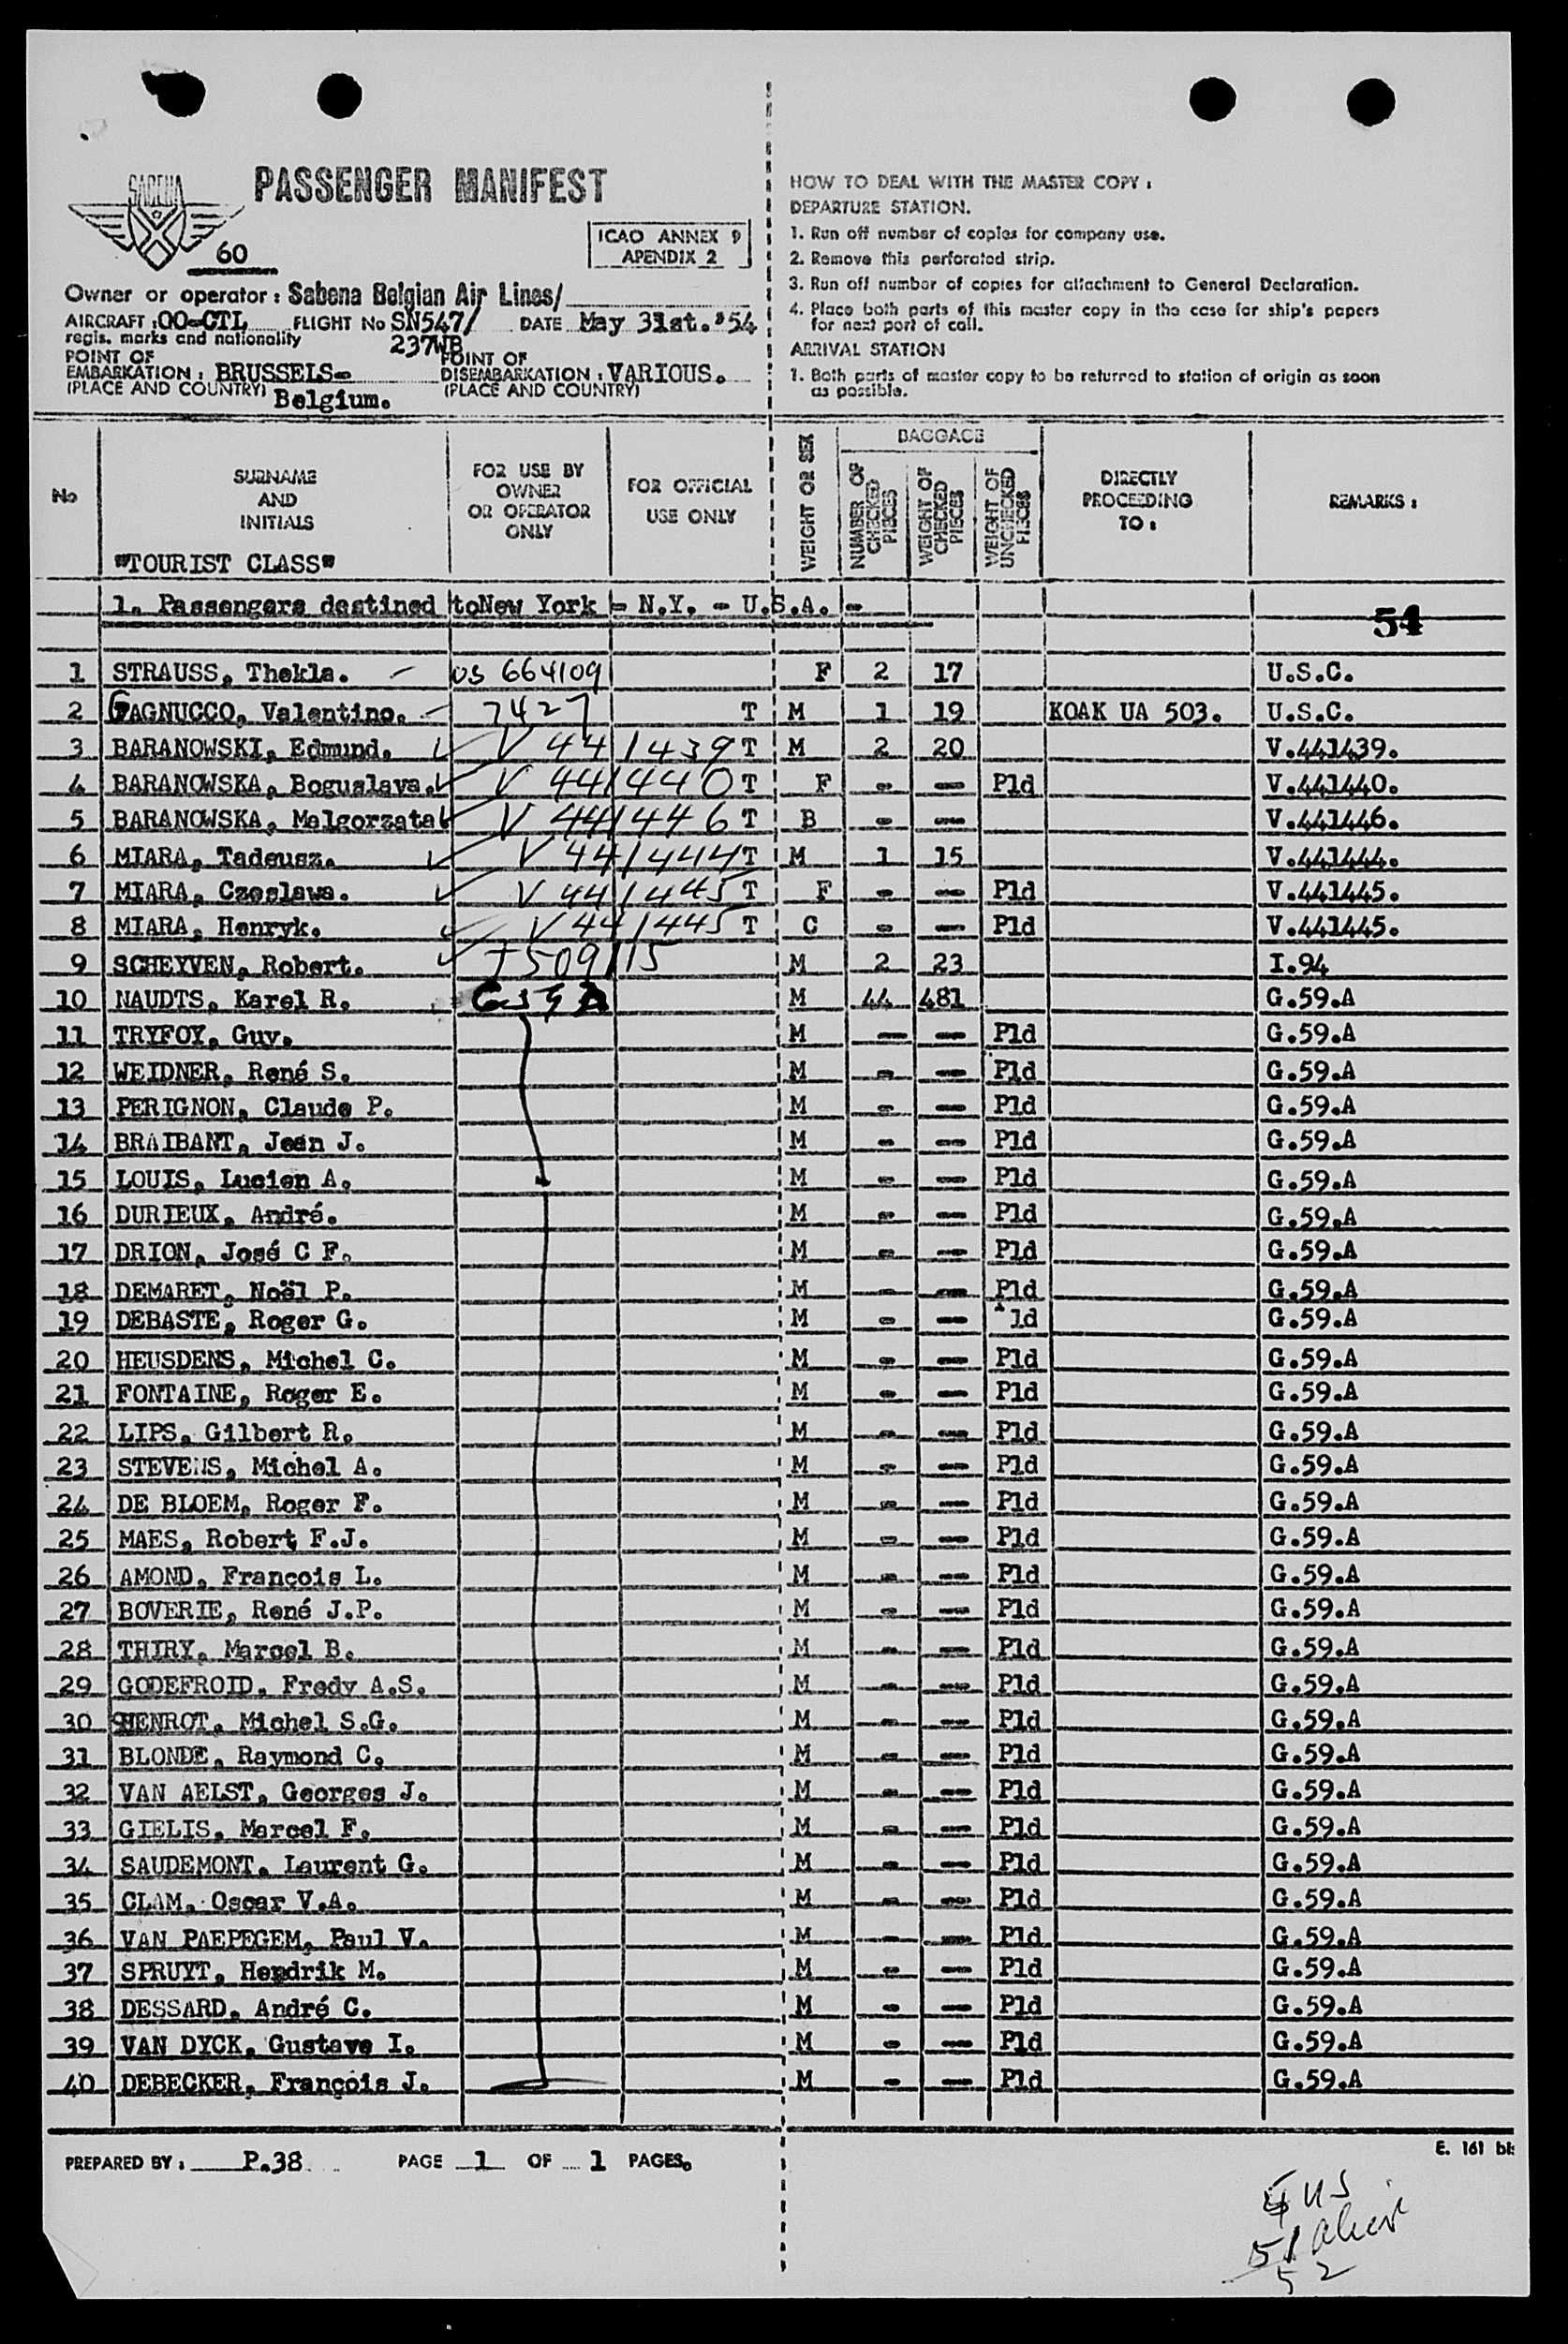 SABENA
PASSENGER MANIFEST
ICAO ANNEX 9
APENDIX 2
60
Owner or operator : Sabena Belgian Air Lines/
AIRCRAFT : OO-CTL FLIGHT No SN547/ DATE May 31st.'54
regis. marks and nationality 237WB
POINT OF EMBARKATION : BRUSSELS- POINT OF DISEMBARKATION : VARIOUS.
(PLACE AND COUNTRY) Belgium. (PLACE AND COUNTRY)
HOW TO DEAL WITH THE MASTER COPY :
DEPARTURE STATION.
1. Run off number of copies for company use.
2. Remove this perforated strip.
3. Run off number of copies for attachment to General Declaration.
4. Place both parts of this master copy in the case for ship's papers
for next port of call.
ARRIVAL STATION
1. Both parts of master copy to be returned to station of origin as soon
as possible.
No
SURNAME
AND
INITIALS
FOR USE BY
OWNER
OR OPERATOR
ONLY
FOR OFFICIAL
USE ONLY
WEIGHT OR SEX
BAGGAGE
NUMBER OF CHECKED PIECES
WEIGHT OF CHECKED PIECES
WEIGHT OF UNCHECKED PIECES
DIRECTLY
PROCEEDING
TO :
REMARKS :
"TOURIST CLASS"
1. Passengers destined toNew York - N.Y. - U.S.A. -
54
1 STRAUSS, Thekla. - US 664109 F 2 17 U.S.C.
2 GAGNUCCO, Valentino. - 7427 T M 1 19 KOAK UA 503. U.S.C.
3 BARANOWSKI, Edmund. V 441439 T M 2 20 V.441439.
4 BARANOWSKA, Boguslava. V 441440 T F - - Pld V.441440.
5 BARANOWSKA, Malgorzata V 441446 T B - - V.441446.
6 MIARA, Tadeusz. V 441444 T M 1 15 V.441444.
7 MIARA, Czeslawa. V 441445 T F - - Pld V.441445.
8 MIARA, Henryk. V 441445 T C - - Pld V.441445.
9 SCHEYVEN, Robert. T 509115 M 2 23 I.94
10 NAUDTS, Karel R. G 59 A M 44 481 G.59.A
11 TRYFOY, Guy. M - - Pld G.59.A
12 WEIDNER, René S. M - - Pld G.59.A
13 PERIGNON, Claude P. M - - Pld G.59.A
14 BRAIBANT, Jean J. M - - Pld G.59.A
15 LOUIS, Lucien A. M - - Pld G.59.A
16 DURIEUX, André. M - - Pld G.59.A
17 DRION, José C F. M - - Pld G.59.A
18 DEMARET, Noël P. M - - Pld G.59.A
19 DEBASTE, Roger G. M - - Pld G.59.A
20 HEUSDENS, Michel C. M - - Pld G.59.A
21 FONTAINE, Roger E. M - - Pld G.59.A
22 LIPS, Gilbert R. M - - Pld G.59.A
23 STEVENS, Michel A. M - - Pld G.59.A
24 DE BLOEM, Roger F. M - - Pld G.59.A
25 MAES, Robert F.J. M - - Pld G.59.A
26 AMOND, François L. M - - Pld G.59.A
27 BOVERIE, René J.P. M - - Pld G.59.A
28 THIRY, Marcel B. M - - Pld G.59.A
29 GODEFROID, Fredy A.S. M - - Pld G.59.A
30 HENROT, Michel S.G. M - - Pld G.59.A
31 BLONDE, Raymond C. M - - Pld G.59.A
32 VAN AELST, Georges J. M - - Pld G.59.A
33 GIELIS, Marcel F. M - - Pld G.59.A
34 SAUDEMONT, Laurent G. M - - Pld G.59.A
35 CLAM, Oscar V.A. M - - Pld G.59.A
36 VAN PAEPEGEM, Paul V. M - - Pld G.59.A
37 SPRUYT, Hendrik M. M - - Pld G.59.A
38 DESSARD, André C. M - - Pld G.59.A
39 VAN DYCK, Gustave I. M - - Pld G.59.A
40 DEBECKER, François J. M - - Pld G.59.A
PREPARED BY : P.38 PAGE 1 OF 1 PAGES.
E. 161 bi
US
51 alien
52